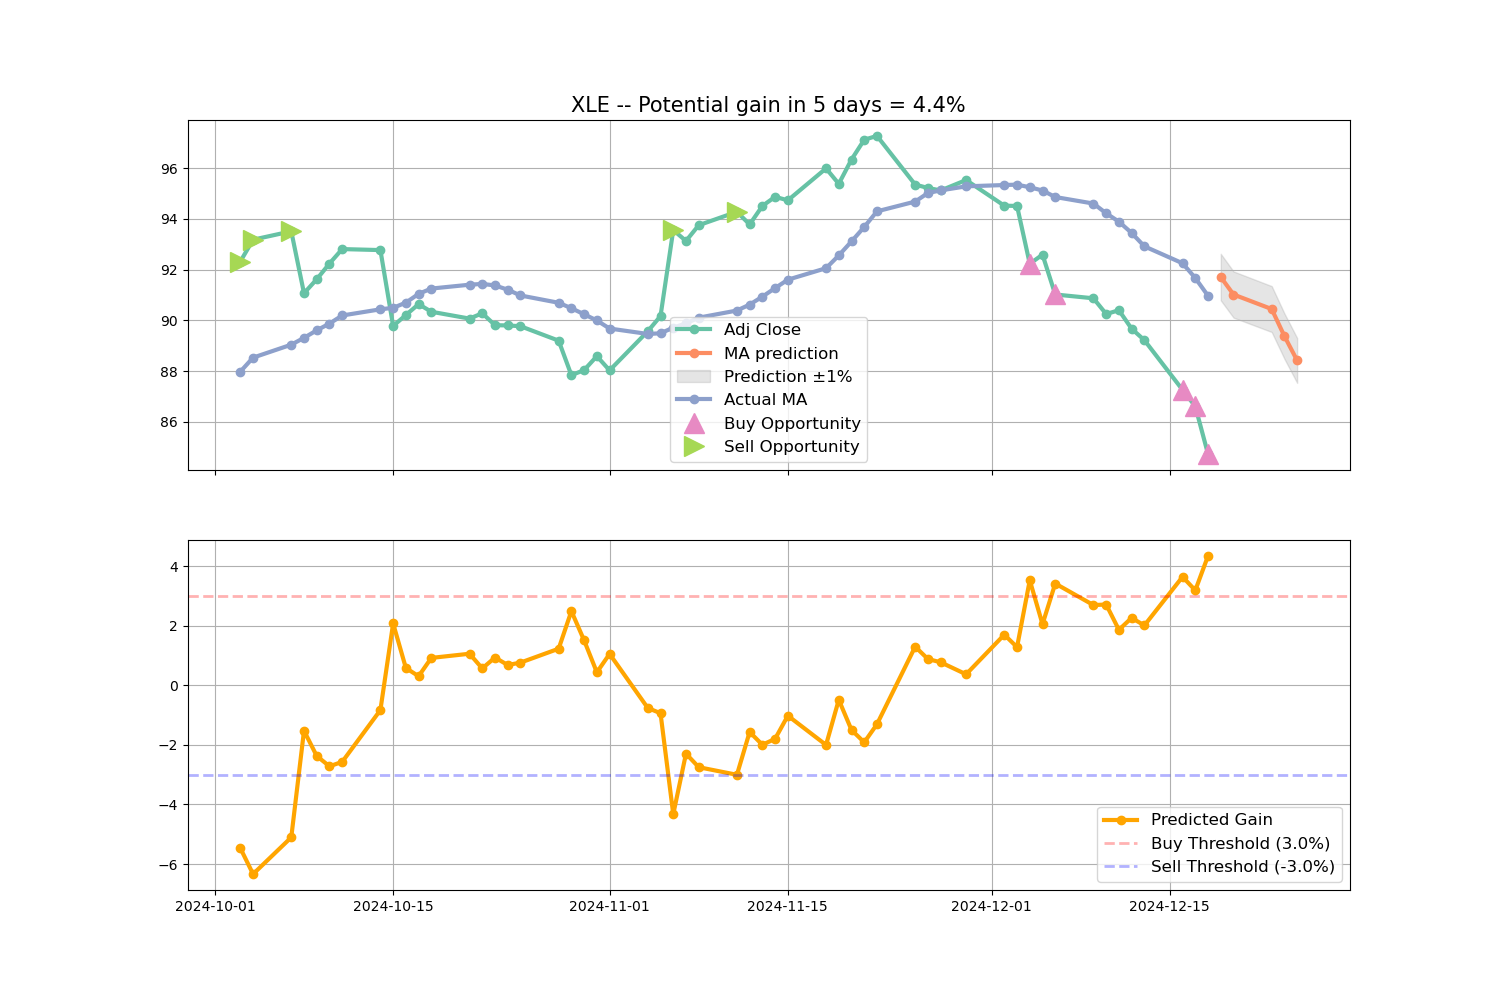 XLE -- Potential gain in 5 days = 4.4%
96
94
92
90
88
86
Adj Close
MA prediction
Prediction ±1%
Actual MA
Buy Opportunity
Sell Opportunity
4
2
0
−2
−4
−6
Predicted Gain
Buy Threshold (3.0%)
Sell Threshold (-3.0%)
2024-10-01
2024-10-15
2024-11-01
2024-11-15
2024-12-01
2024-12-15